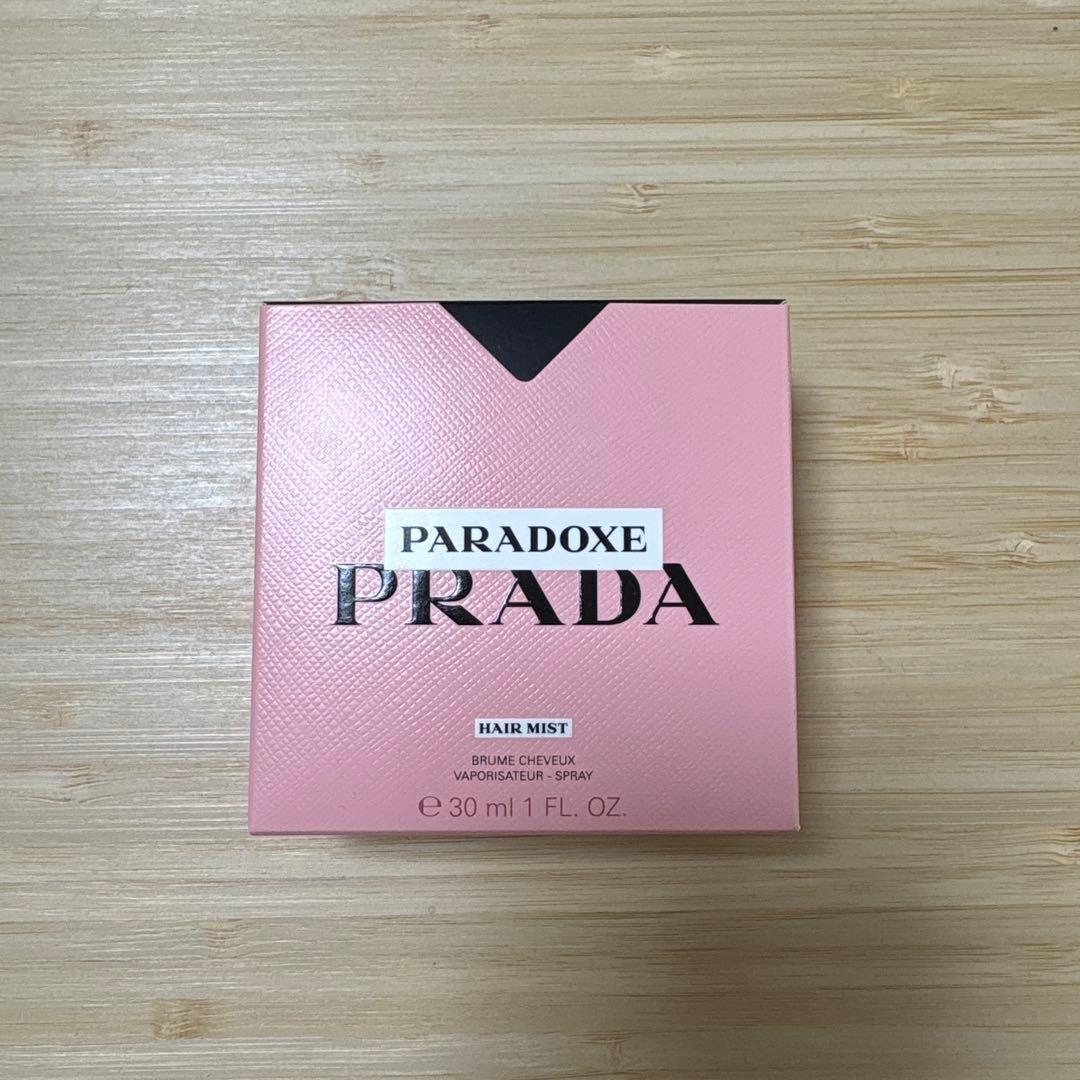 PARADOXE
PRADA
HAIR MIST
BRUME CHEVEUX
VAPORISATEUR - SPRAY
℮ 30 ml 1 FL. OZ.